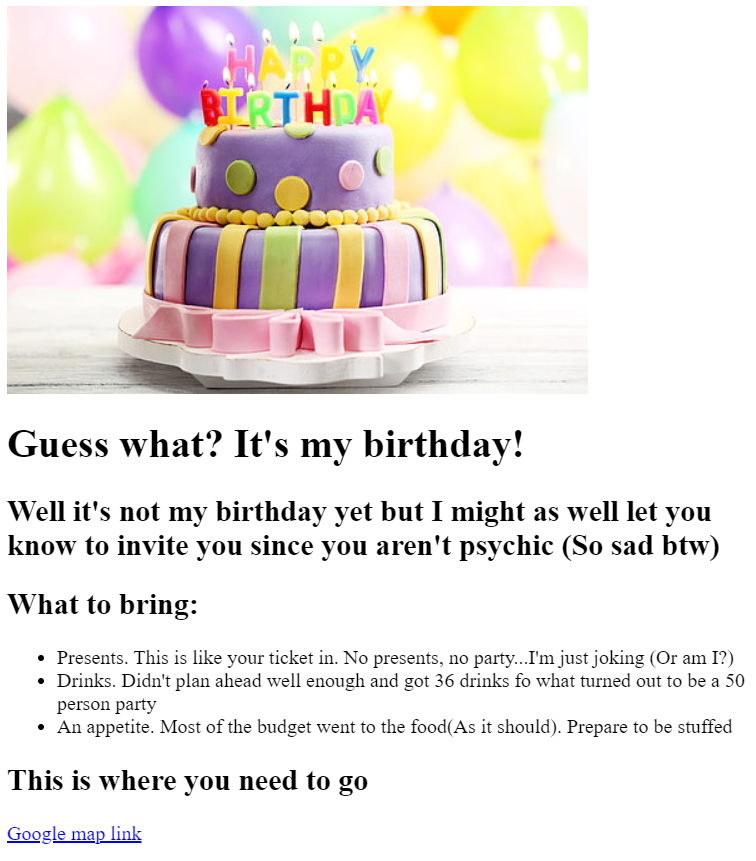 HAPPY
BIRTHDAY
Guess what? It's my birthday!
Well it's not my birthday yet but I might as well let you
know to invite you since you aren't psychic (So sad btw)
What to bring:
• Presents. This is like your ticket in. No presents, no party...I'm just joking (Or am I?)
• Drinks. Didn't plan ahead well enough and got 36 drinks fo what turned out to be a 50
person party
• An appetite. Most of the budget went to the food(As it should). Prepare to be stuffed
This is where you need to go
Google map link